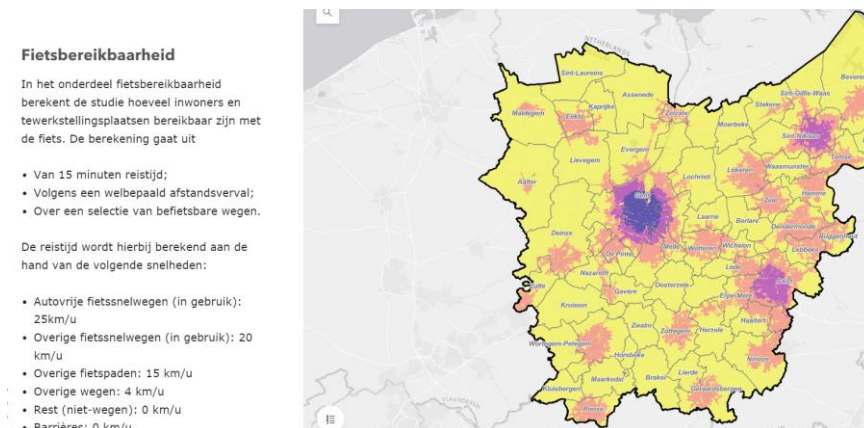 Fietsbereikbaarheid
In het onderdeel fietsbereikbaarheid
berekent de studie hoeveel inwoners en
tewerkstellingsplaatsen bereikbaar zijn met
de fiets. De berekening gaat uit
• Van 15 minuten reistijd;
• Volgens een welbepaald afstandsverval;
• Over een selectie van befietsbare wegen.
De reistijd wordt hierbij berekend aan de
hand van de volgende snelheden:
• Autovrije fietssnelwegen (in gebruik):
25km/u
• Overige fietssnelwegen (in gebruik): 20
km/u
• Overige fietspaden: 15 km/u
• Overige wegen: 4 km/u
• Rest (niet-wegen): 0 km/u
• Barrières: 0 km/u
NETHERLANDS
Sint-Laureins
Assenede
Kaprijke
Maldegem
Eeklo
Zelzate
Stekene
Sint-Gillis-Waas
Beveren
Moerbeke
Sint-Niklaas
Temse
Evergem
Lievegem
Lochristi
Lokeren
Waasmunster
Aalter
Gent
Zele
Hamme
Laarne
Berlare
Dendermonde
Buggenhout
Deinze
Melle
Wetteren
Wichelen
Lebbeke
De Pinte
Lede
Aalst
Nazareth
Oosterzele
Gavere
Erpe-Mere
Kruisem
Zwalm
Haaltert
Zottegem
Herzele
Wortegem-Petegem
Horebeke
Ninove
Maarkedal
Brakel
Lierde
Kluisbergen
Geraardsbergen
Ronse